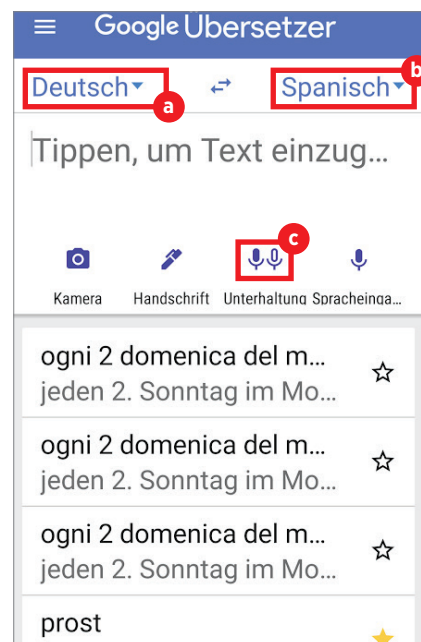 Google Übersetzer
Deutsch
Spanisch
a
b
Tippen, um Text einzug...
c
Kamera Handschrift Unterhaltung Spracheinga...
ogni 2 domenica del m...
jeden 2. Sonntag im Mo...
ogni 2 domenica del m...
jeden 2. Sonntag im Mo...
ogni 2 domenica del m...
jeden 2. Sonntag im Mo...
prost